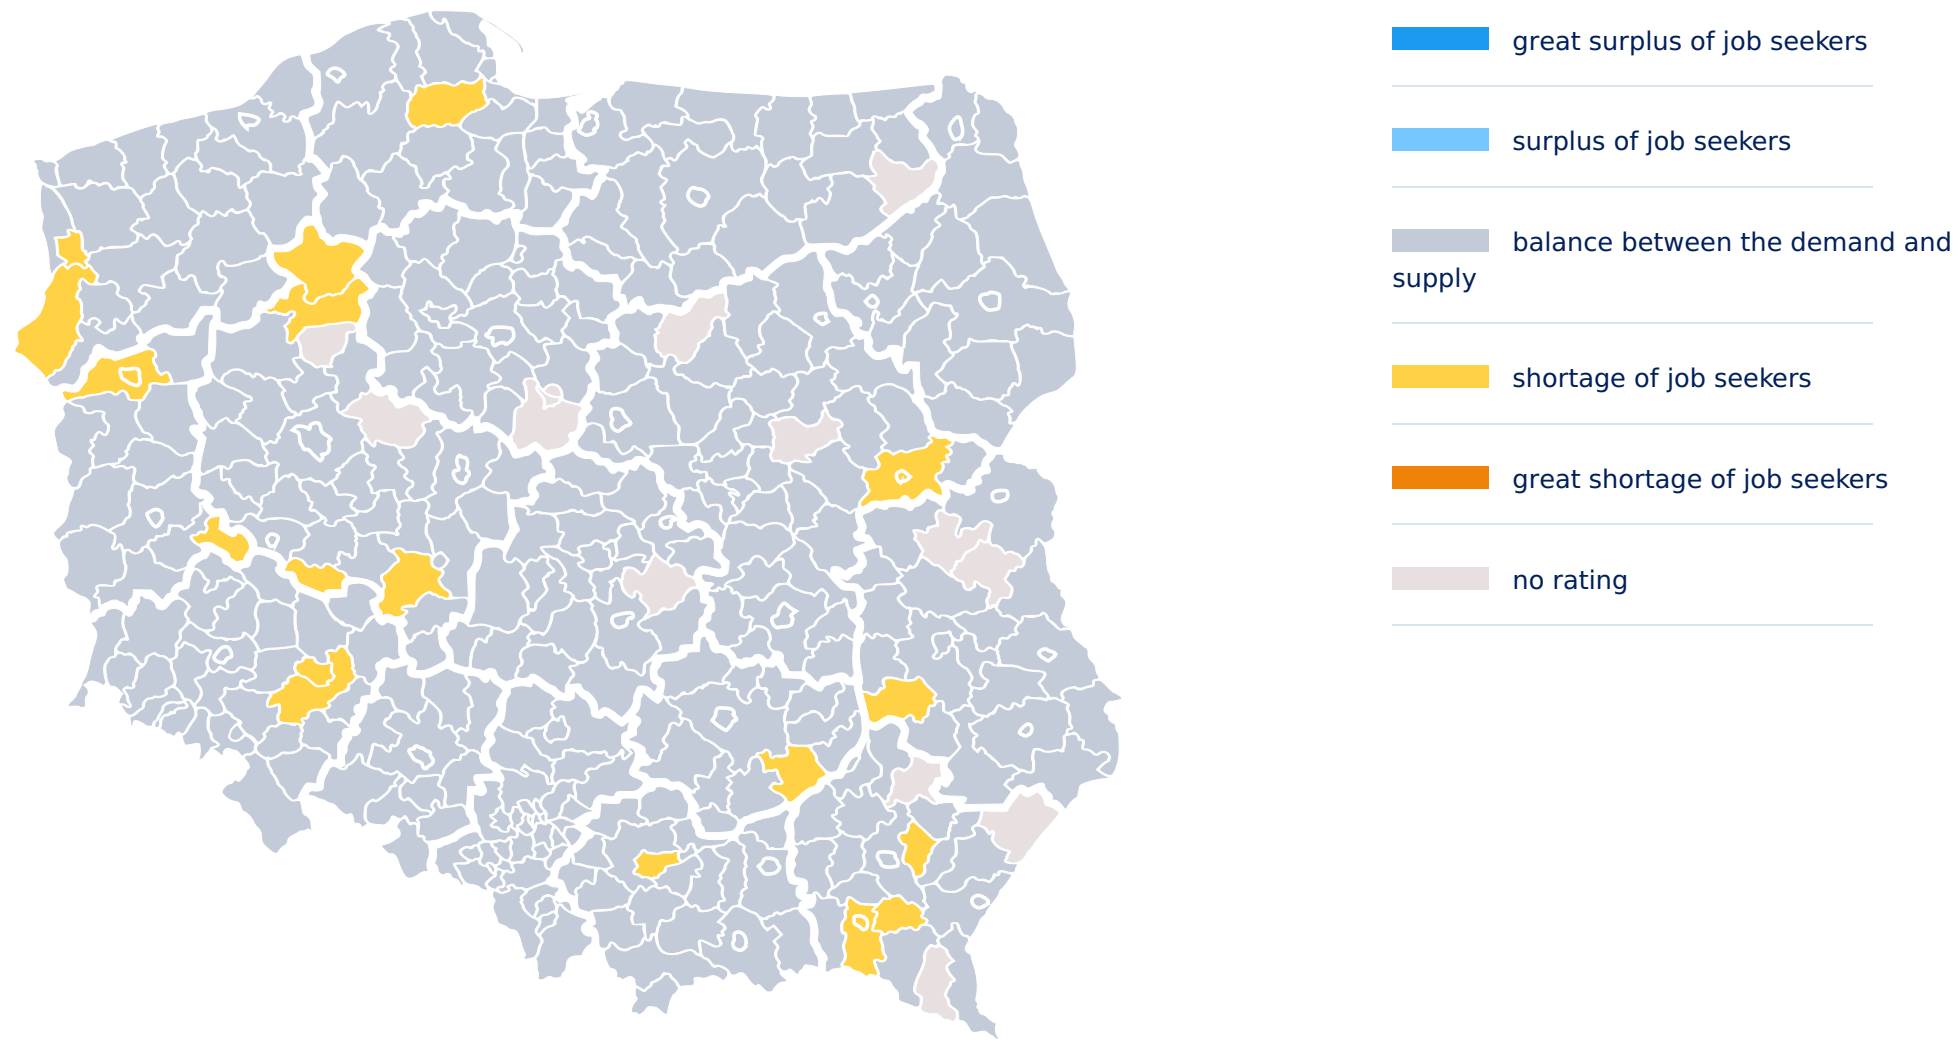 great surplus of job seekers
surplus of job seekers
balance between the demand and
supply
shortage of job seekers
great shortage of job seekers
no rating